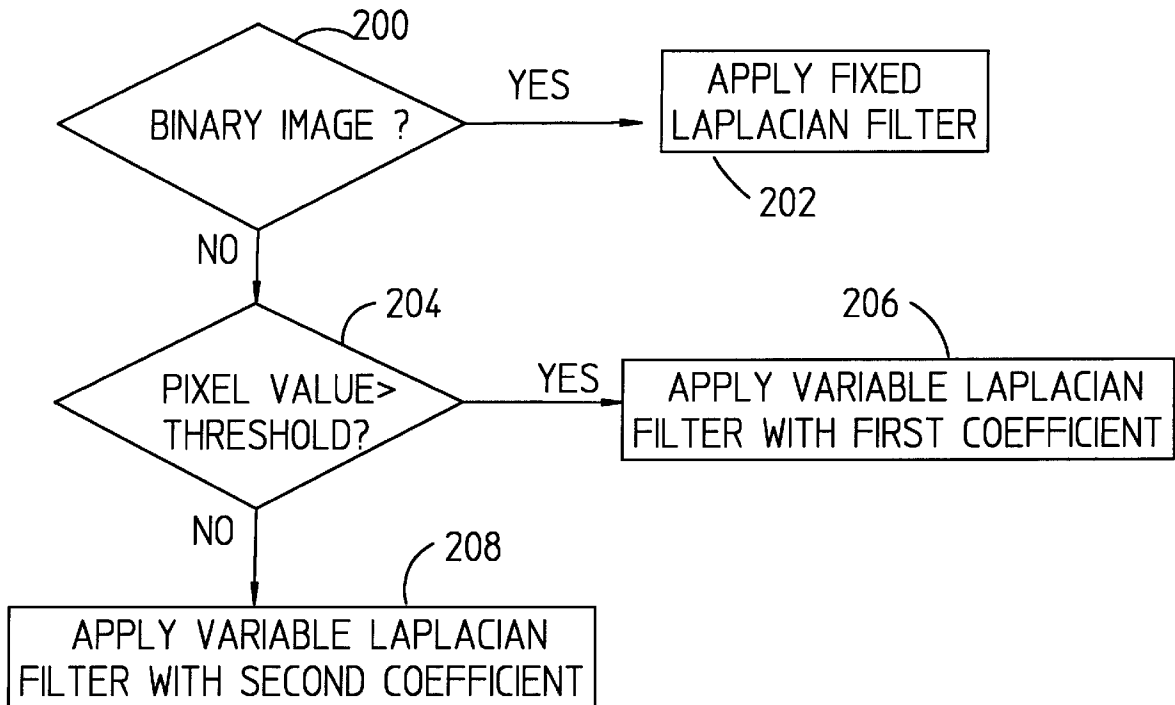 200
BINARY IMAGE ?
YES
APPLY FIXED
LAPLACIAN FILTER
202
NO
204
PIXEL VALUE>
THRESHOLD?
YES
206
APPLY VARIABLE LAPLACIAN
FILTER WITH FIRST COEFFICIENT
NO
208
APPLY VARIABLE LAPLACIAN
FILTER WITH SECOND COEFFICIENT